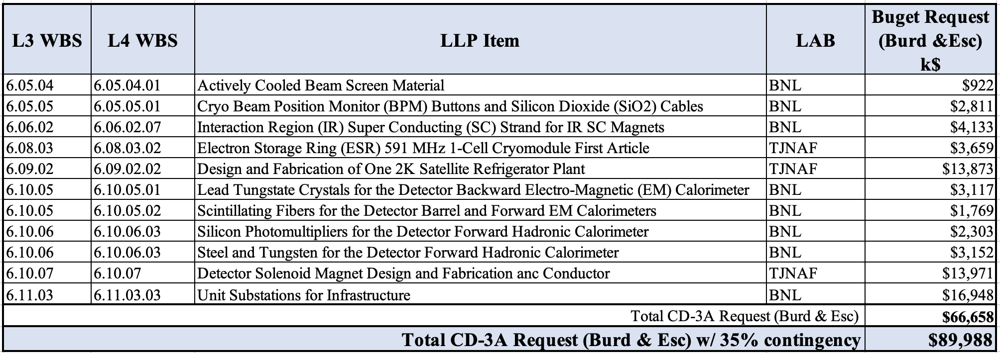 L3 WBS L4 WBS LLP Item LAB Buget Request (Burd &Esc) k$
6.05.04 6.05.04.01 Actively Cooled Beam Screen Material BNL $922
6.05.05 6.05.05.01 Cryo Beam Position Monitor (BPM) Buttons and Silicon Dioxide (SiO2) Cables BNL $2,811
6.06.02 6.06.02.07 Interaction Region (IR) Super Conducting (SC) Strand for IR SC Magnets BNL $4,133
6.08.03 6.08.03.02 Electron Storage Ring (ESR) 591 MHz 1-Cell Cryomodule First Article TJNAF $3,659
6.09.02 6.09.02.02 Design and Fabrication of One 2K Satellite Refrigerator Plant TJNAF $13,873
6.10.05 6.10.05.01 Lead Tungstate Crystals for the Detector Backward Electro-Magnetic (EM) Calorimeter BNL $3,117
6.10.05 6.10.05.02 Scintillating Fibers for the Detector Barrel and Forward EM Calorimeters BNL $1,769
6.10.06 6.10.06.03 Silicon Photomultipliers for the Detector Forward Hadronic Calorimeter BNL $2,303
6.10.06 6.10.06.03 Steel and Tungsten for the Detector Forward Hadronic Calorimeter BNL $3,152
6.10.07 6.10.07 Detector Solenoid Magnet Design and Fabrication anc Conductor TJNAF $13,971
6.11.03 6.11.03.03 Unit Substations for Infrastructure BNL $16,948
Total CD-3A Request (Burd & Esc) $66,658
Total CD-3A Request (Burd & Esc) w/ 35% contingency $89,988